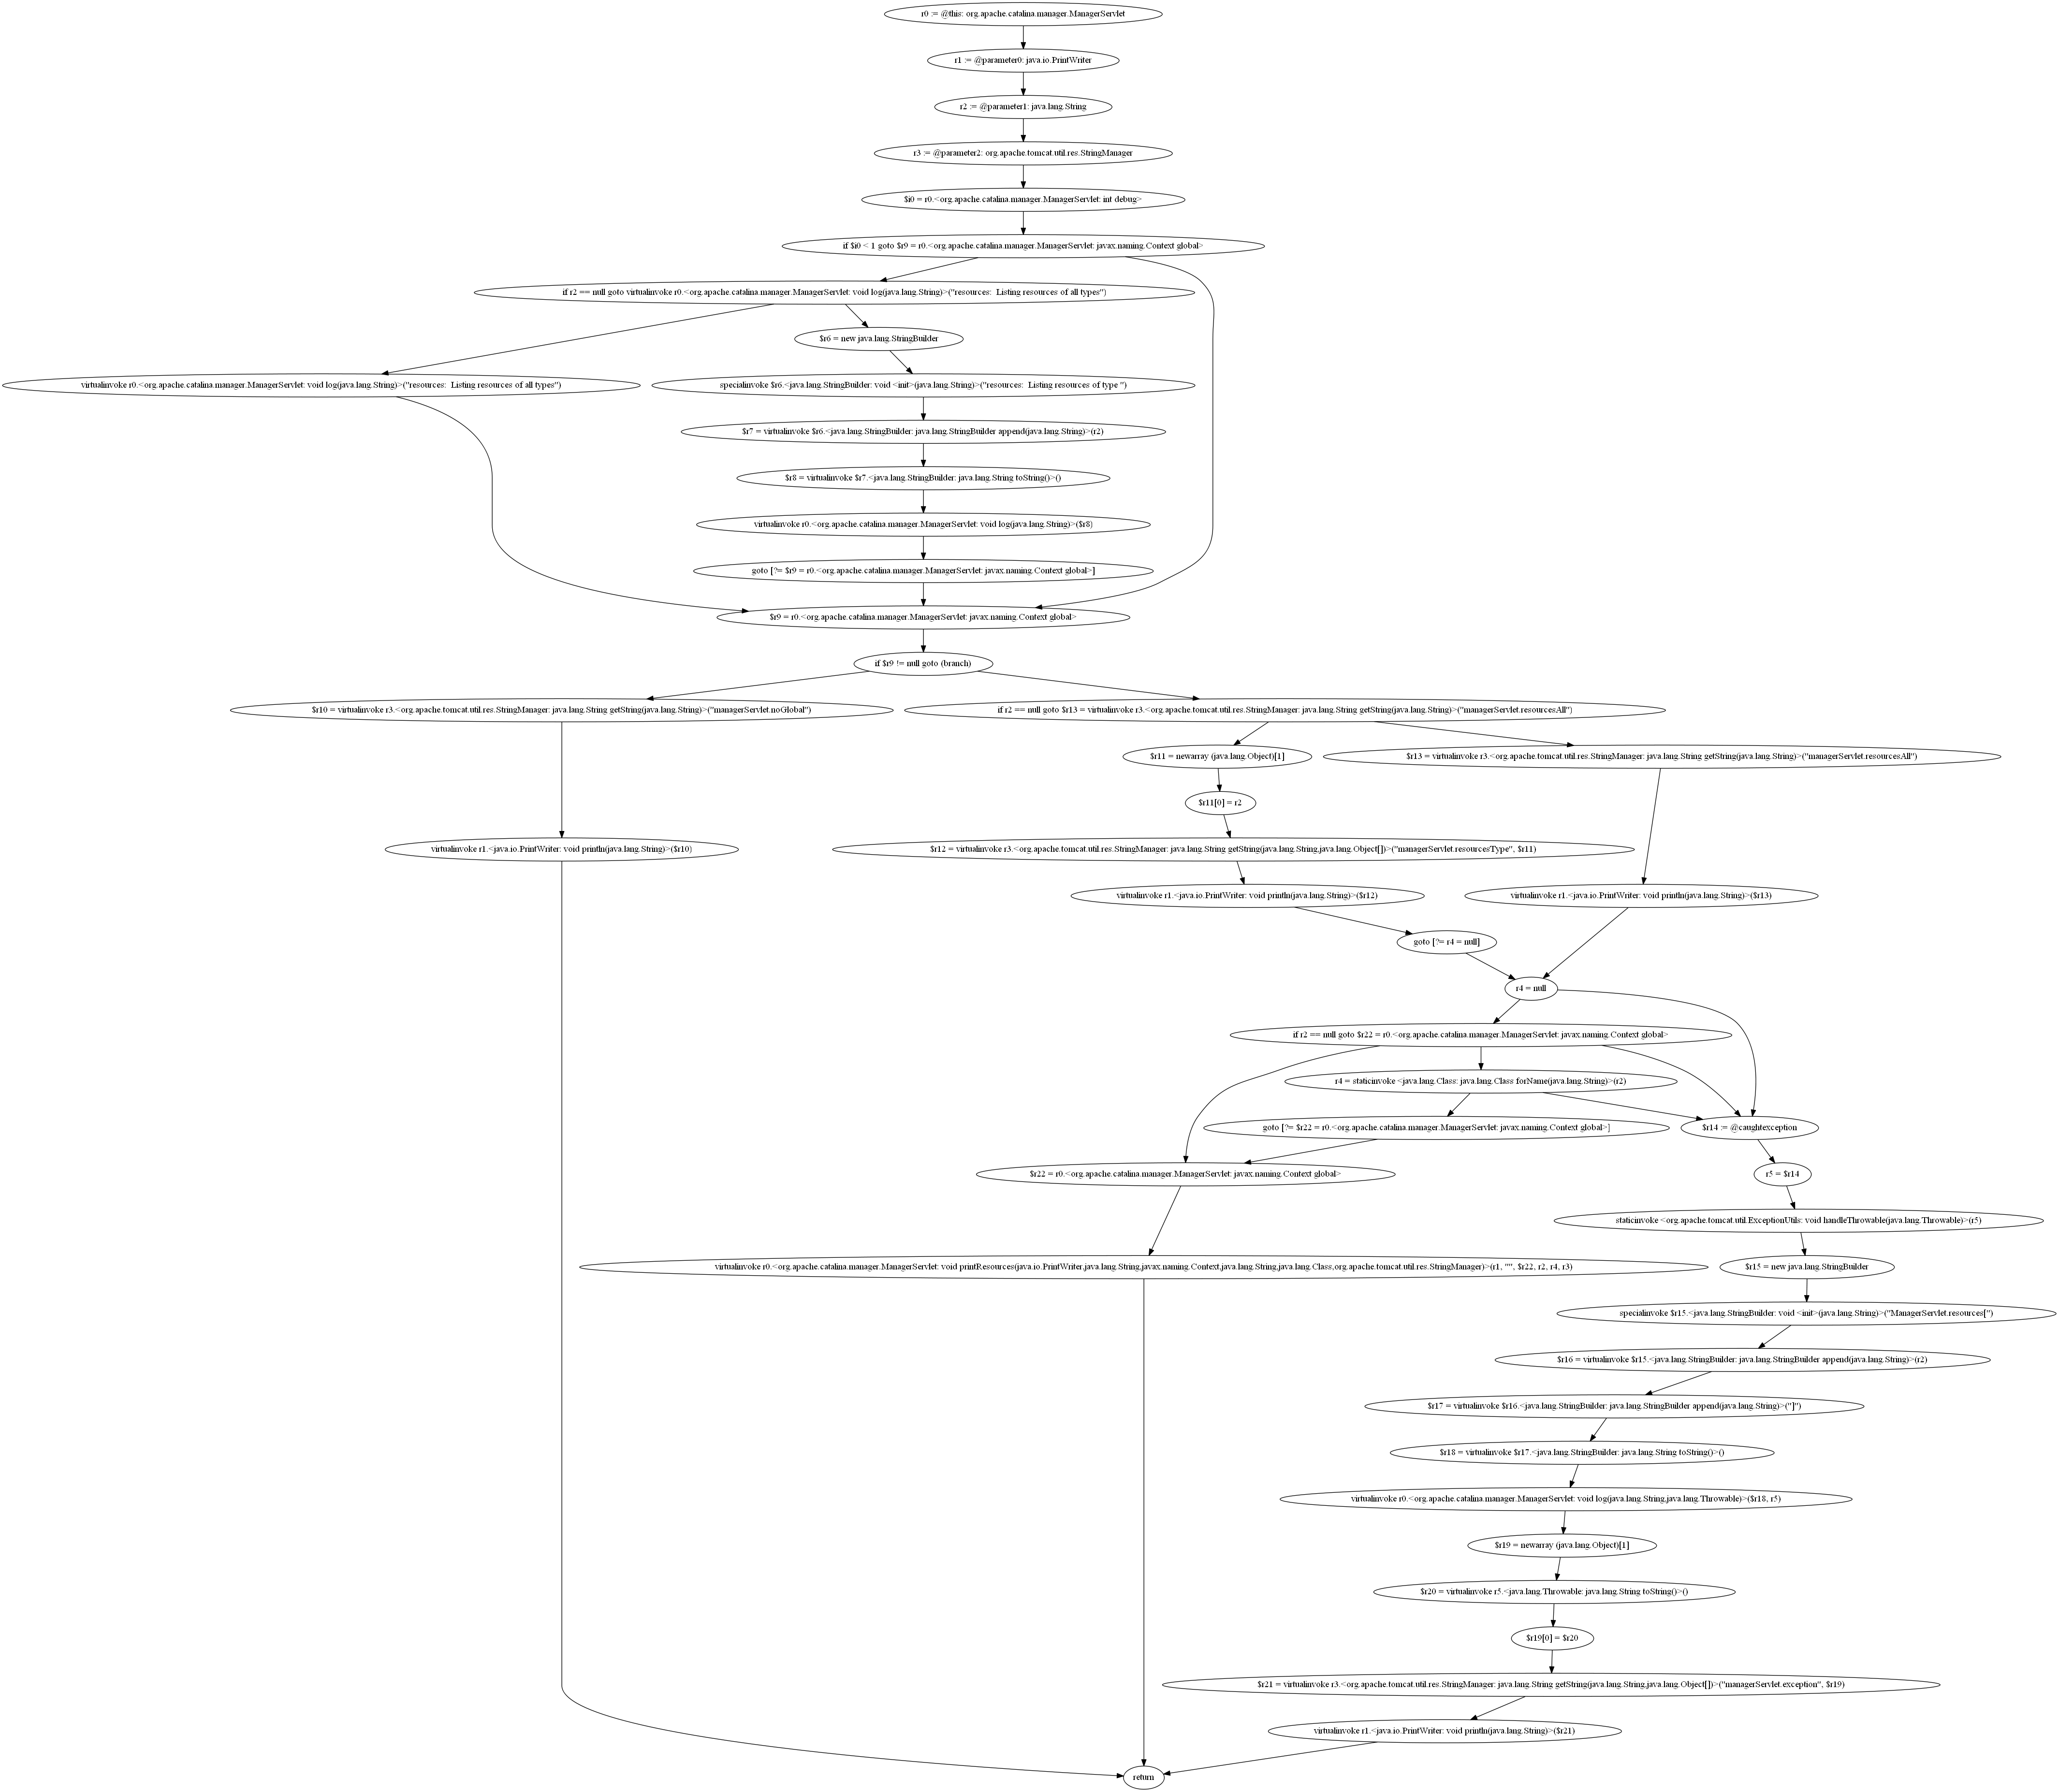 r0 := @this: org.apache.catalina.manager.ManagerServlet
r1 := @parameter0: java.io.PrintWriter
r2 := @parameter1: java.lang.String
r3 := @parameter2: org.apache.tomcat.util.res.StringManager
$i0 = r0.<org.apache.catalina.manager.ManagerServlet: int debug>
if $i0 < 1 goto $r9 = r0.<org.apache.catalina.manager.ManagerServlet: javax.naming.Context global>
if r2 == null goto virtualinvoke r0.<org.apache.catalina.manager.ManagerServlet: void log(java.lang.String)>("resources:  Listing resources of all types")
$r6 = new java.lang.StringBuilder
virtualinvoke r0.<org.apache.catalina.manager.ManagerServlet: void log(java.lang.String)>("resources:  Listing resources of all types")
specialinvoke $r6.<java.lang.StringBuilder: void <init>(java.lang.String)>("resources:  Listing resources of type ")
$r7 = virtualinvoke $r6.<java.lang.StringBuilder: java.lang.StringBuilder append(java.lang.String)>(r2)
$r8 = virtualinvoke $r7.<java.lang.StringBuilder: java.lang.String toString()>()
virtualinvoke r0.<org.apache.catalina.manager.ManagerServlet: void log(java.lang.String)>($r8)
goto [?= $r9 = r0.<org.apache.catalina.manager.ManagerServlet: javax.naming.Context global>]
$r9 = r0.<org.apache.catalina.manager.ManagerServlet: javax.naming.Context global>
if $r9 != null goto (branch)
$r10 = virtualinvoke r3.<org.apache.tomcat.util.res.StringManager: java.lang.String getString(java.lang.String)>("managerServlet.noGlobal")
if r2 == null goto $r13 = virtualinvoke r3.<org.apache.tomcat.util.res.StringManager: java.lang.String getString(java.lang.String)>("managerServlet.resourcesAll")
$r11 = newarray (java.lang.Object)[1]
$r13 = virtualinvoke r3.<org.apache.tomcat.util.res.StringManager: java.lang.String getString(java.lang.String)>("managerServlet.resourcesAll")
$r11[0] = r2
virtualinvoke r1.<java.io.PrintWriter: void println(java.lang.String)>($r10)
$r12 = virtualinvoke r3.<org.apache.tomcat.util.res.StringManager: java.lang.String getString(java.lang.String,java.lang.Object[])>("managerServlet.resourcesType", $r11)
virtualinvoke r1.<java.io.PrintWriter: void println(java.lang.String)>($r12)
virtualinvoke r1.<java.io.PrintWriter: void println(java.lang.String)>($r13)
goto [?= r4 = null]
r4 = null
if r2 == null goto $r22 = r0.<org.apache.catalina.manager.ManagerServlet: javax.naming.Context global>
r4 = staticinvoke <java.lang.Class: java.lang.Class forName(java.lang.String)>(r2)
goto [?= $r22 = r0.<org.apache.catalina.manager.ManagerServlet: javax.naming.Context global>]
$r14 := @caughtexception
$r22 = r0.<org.apache.catalina.manager.ManagerServlet: javax.naming.Context global>
r5 = $r14
staticinvoke <org.apache.tomcat.util.ExceptionUtils: void handleThrowable(java.lang.Throwable)>(r5)
virtualinvoke r0.<org.apache.catalina.manager.ManagerServlet: void printResources(java.io.PrintWriter,java.lang.String,javax.naming.Context,java.lang.String,java.lang.Class,org.apache.tomcat.util.res.StringManager)>(r1, "", $r22, r2, r4, r3)
$r15 = new java.lang.StringBuilder
specialinvoke $r15.<java.lang.StringBuilder: void <init>(java.lang.String)>("ManagerServlet.resources[")
$r16 = virtualinvoke $r15.<java.lang.StringBuilder: java.lang.StringBuilder append(java.lang.String)>(r2)
$r17 = virtualinvoke $r16.<java.lang.StringBuilder: java.lang.StringBuilder append(java.lang.String)>("]")
$r18 = virtualinvoke $r17.<java.lang.StringBuilder: java.lang.String toString()>()
virtualinvoke r0.<org.apache.catalina.manager.ManagerServlet: void log(java.lang.String,java.lang.Throwable)>($r18, r5)
$r19 = newarray (java.lang.Object)[1]
$r20 = virtualinvoke r5.<java.lang.Throwable: java.lang.String toString()>()
$r19[0] = $r20
$r21 = virtualinvoke r3.<org.apache.tomcat.util.res.StringManager: java.lang.String getString(java.lang.String,java.lang.Object[])>("managerServlet.exception", $r19)
virtualinvoke r1.<java.io.PrintWriter: void println(java.lang.String)>($r21)
return